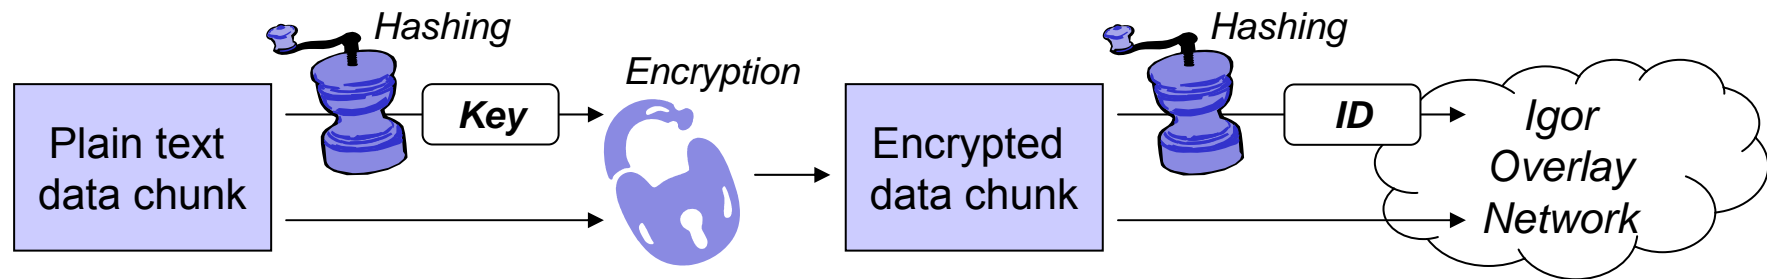 Hashing
Plain text
data chunk
Key
Encryption
Encrypted
data chunk
Hashing
ID
Igor
Overlay
Network